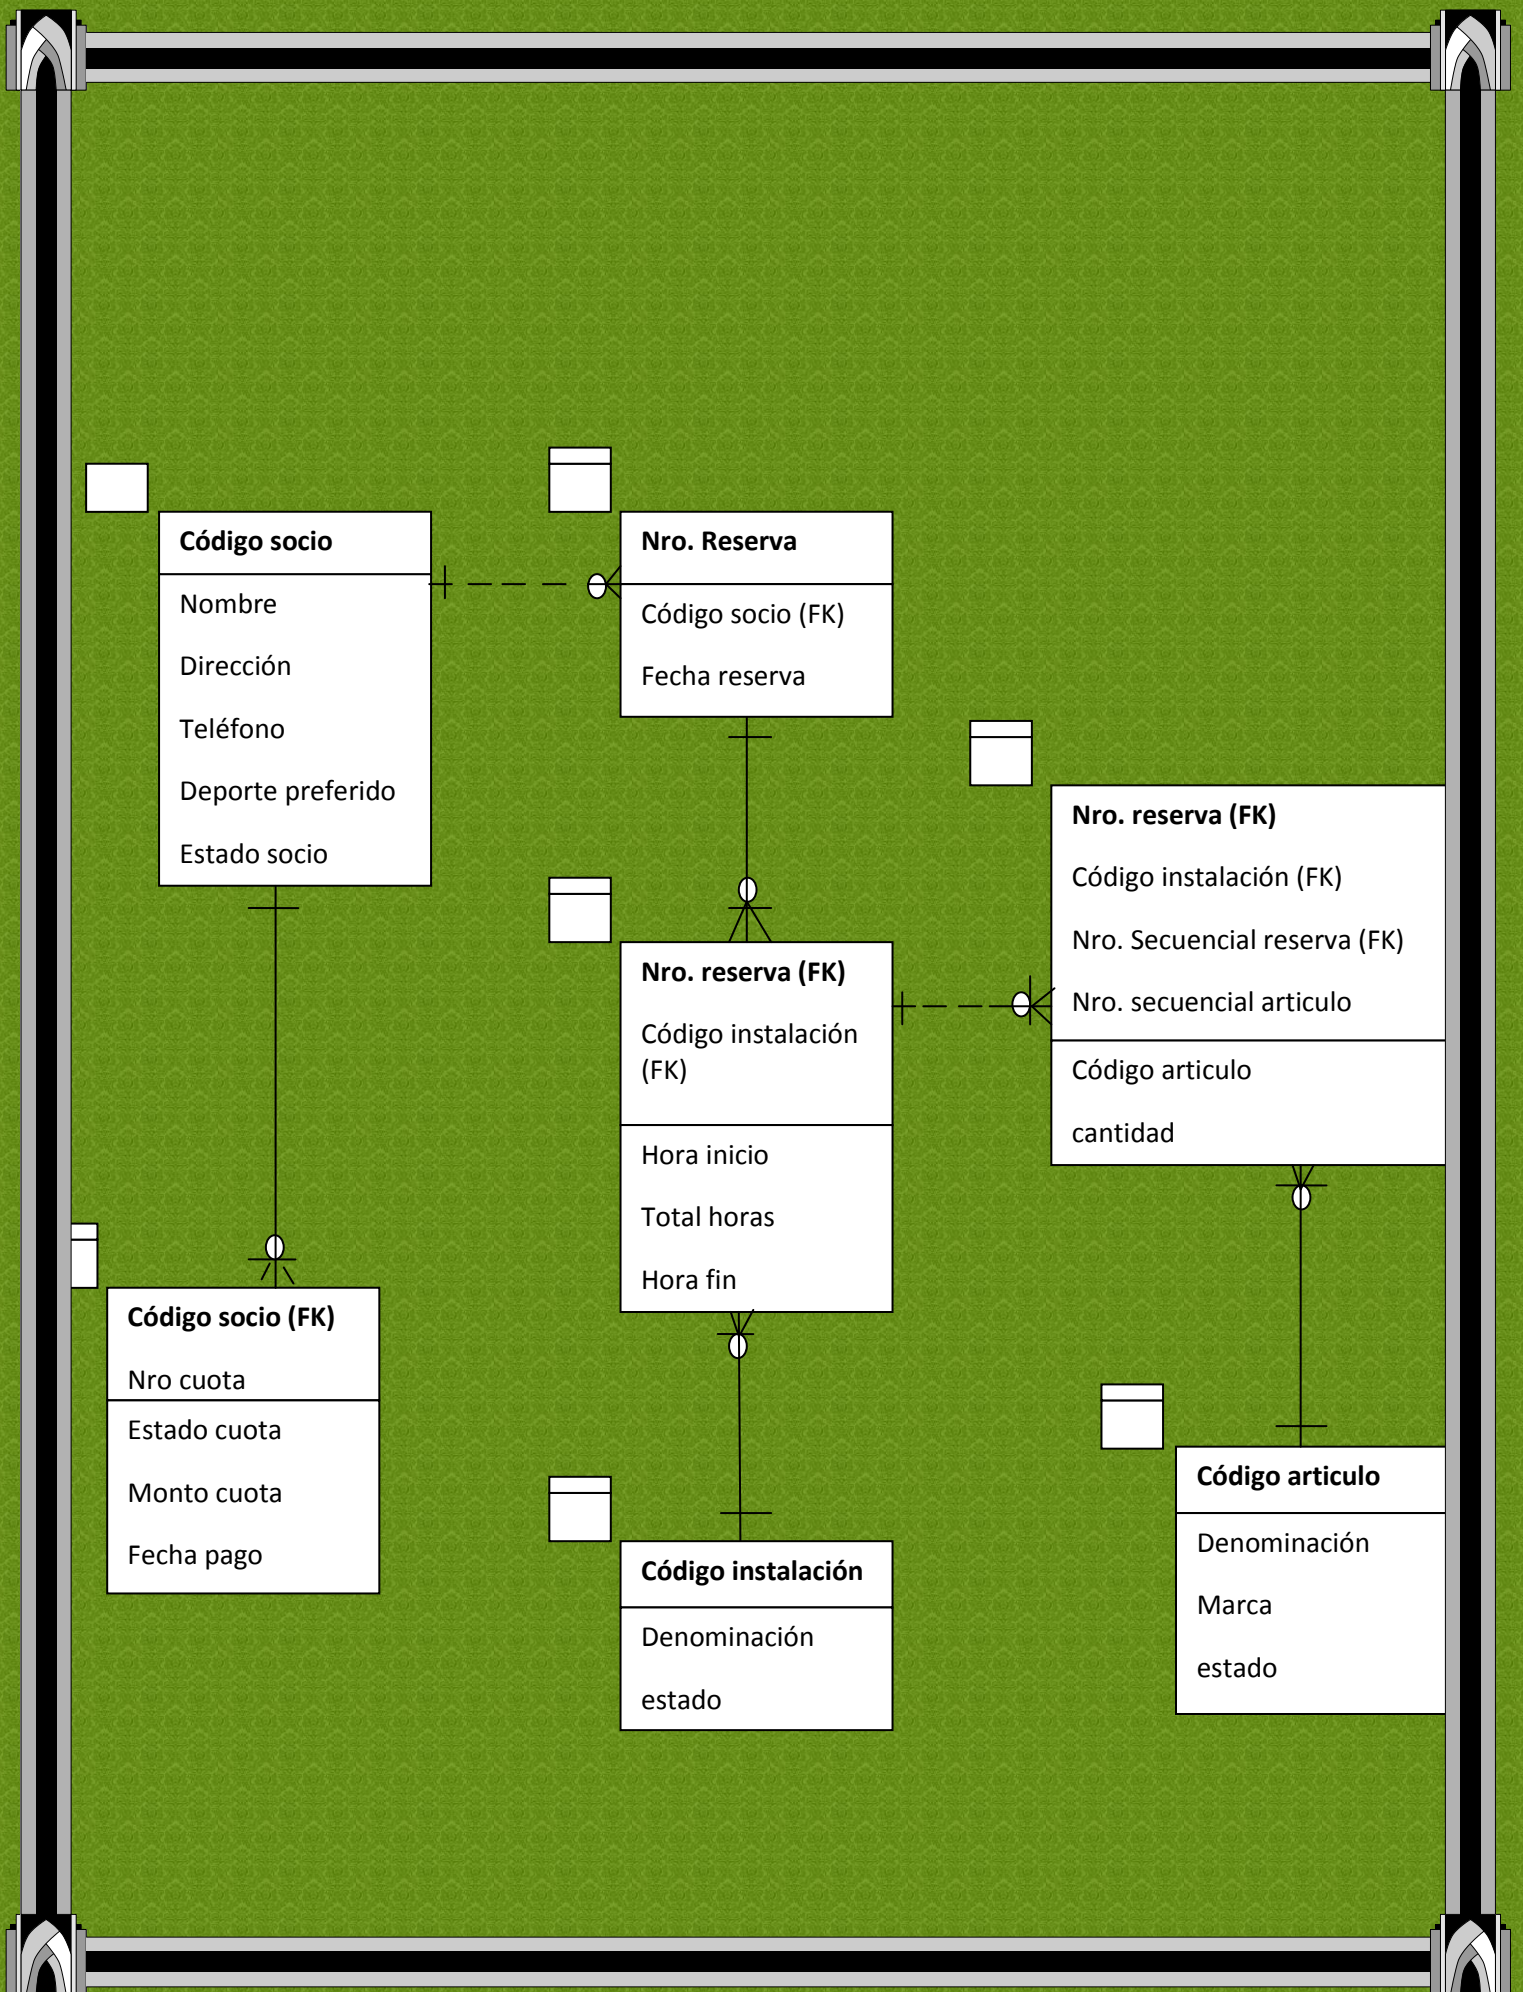 Código socio
Nombre
Dirección
Teléfono
Deporte preferido
Estado socio
Nro. Reserva
Código socio (FK)
Fecha reserva
Nro. reserva (FK)
Código instalación (FK)
Nro. Secuencial reserva (FK)
Nro. secuencial articulo
Código articulo
cantidad
Nro. reserva (FK)
Código instalación
(FK)
Hora inicio
Total horas
Hora fin
Código socio (FK)
Nro cuota
Estado cuota
Monto cuota
Fecha pago
Código instalación
Denominación
estado
Código articulo
Denominación
Marca
estado